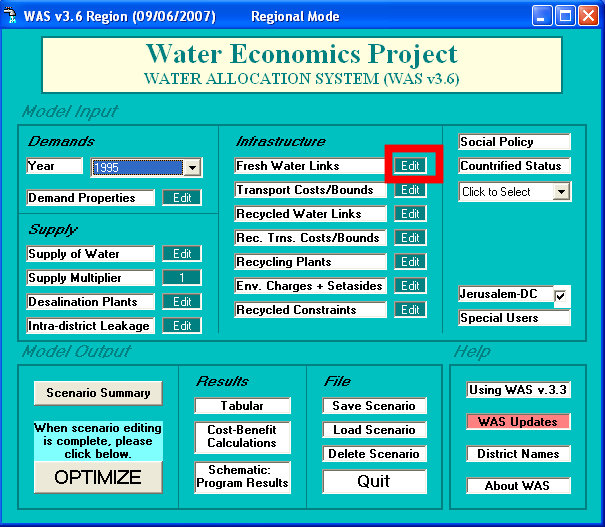 WAS v3.6 Region (09/06/2007) Regional Mode
Water Economics Project
WATER ALLOCATION SYSTEM (WAS v3.6)
Model Input
Demands
Year 1995
Demand Properties Edit
Supply
Supply of Water Edit
Supply Multiplier 1
Desalination Plants Edit
Intra-district Leakage Edit
Infrastructure
Fresh Water Links Edit
Transport Costs/Bounds Edit
Recycled Water Links Edit
Rec. Trns. Costs/Bounds Edit
Recycling Plants Edit
Env. Charges + Setasides Edit
Recycled Constraints Edit
Social Policy
Countrified Status
Click to Select
Jerusalem-DC
Special Users
Model Output
Scenario Summary
When scenario editing
is complete, please
click below.
OPTIMIZE
Results
Tabular
Cost-Benefit
Calculations
Schematic:
Program Results
File
Save Scenario
Load Scenario
Delete Scenario
Quit
Help
Using WAS v.3.3
WAS Updates
District Names
About WAS